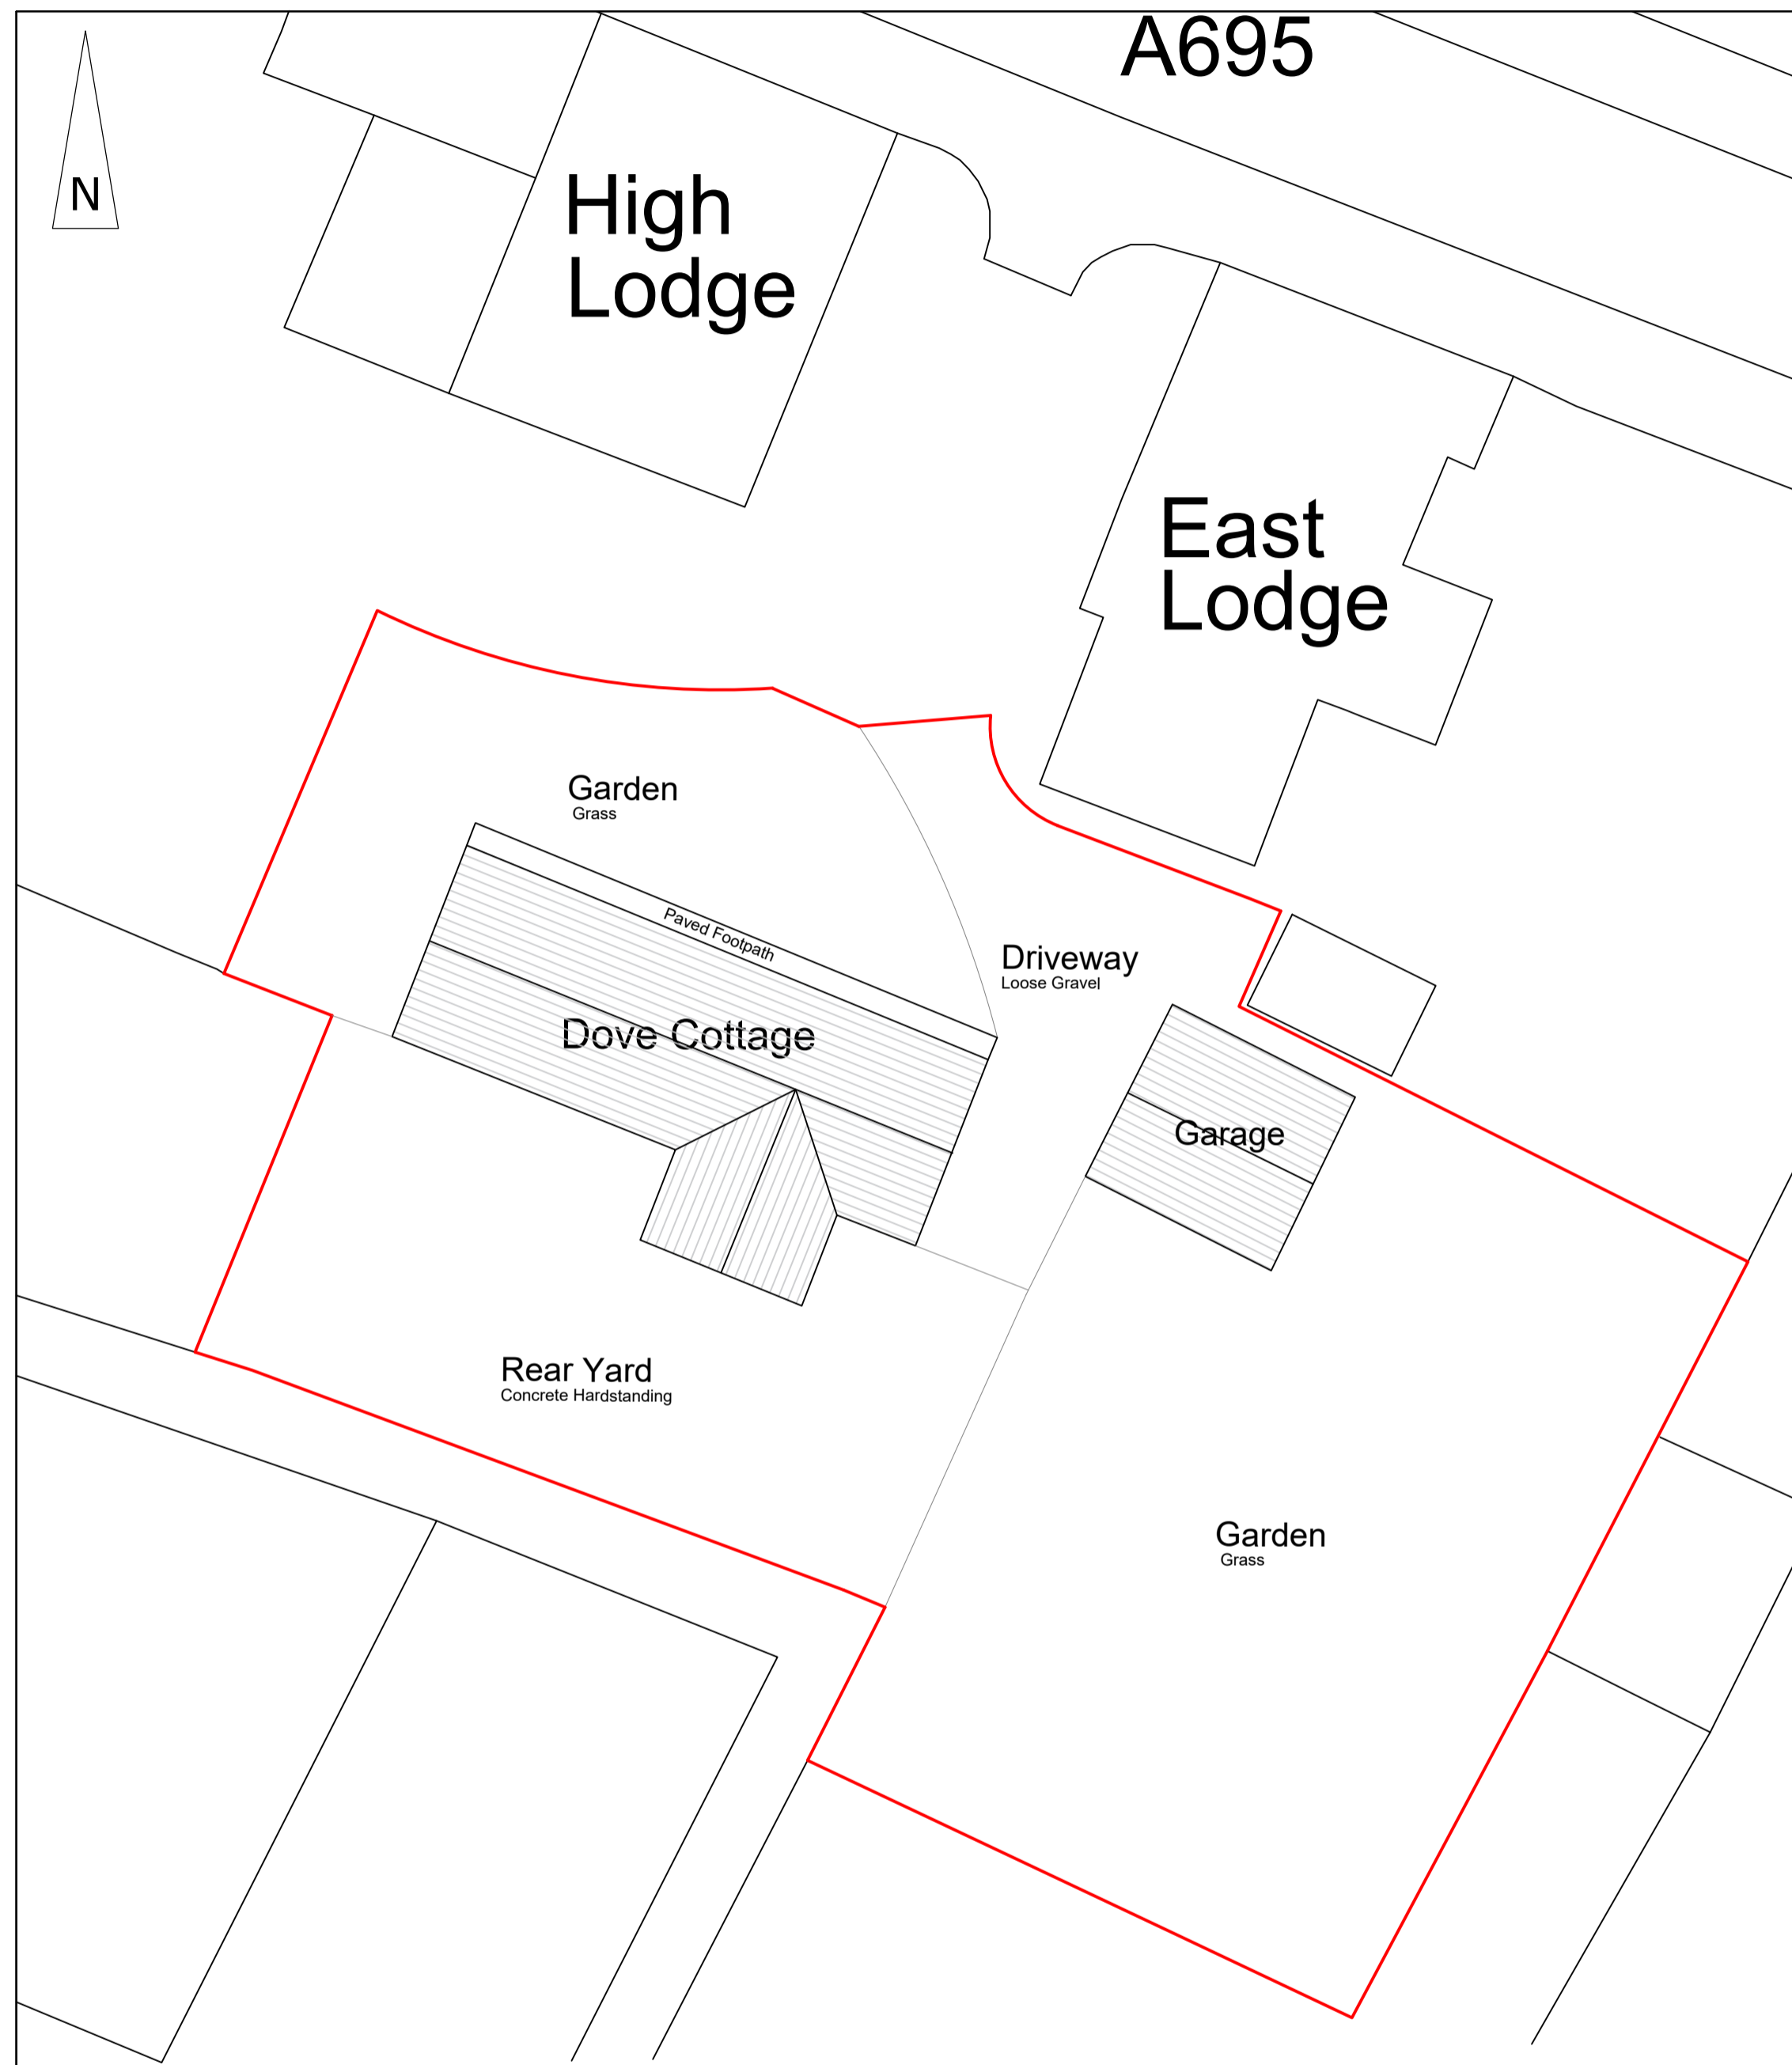 A695
N
High
Lodge
East
Lodge
Garden
Grass
Paved Footpath
Driveway
Loose Gravel
Dove Cottage
Garage
Rear Yard
Concrete Hardstanding
Garden
Grass